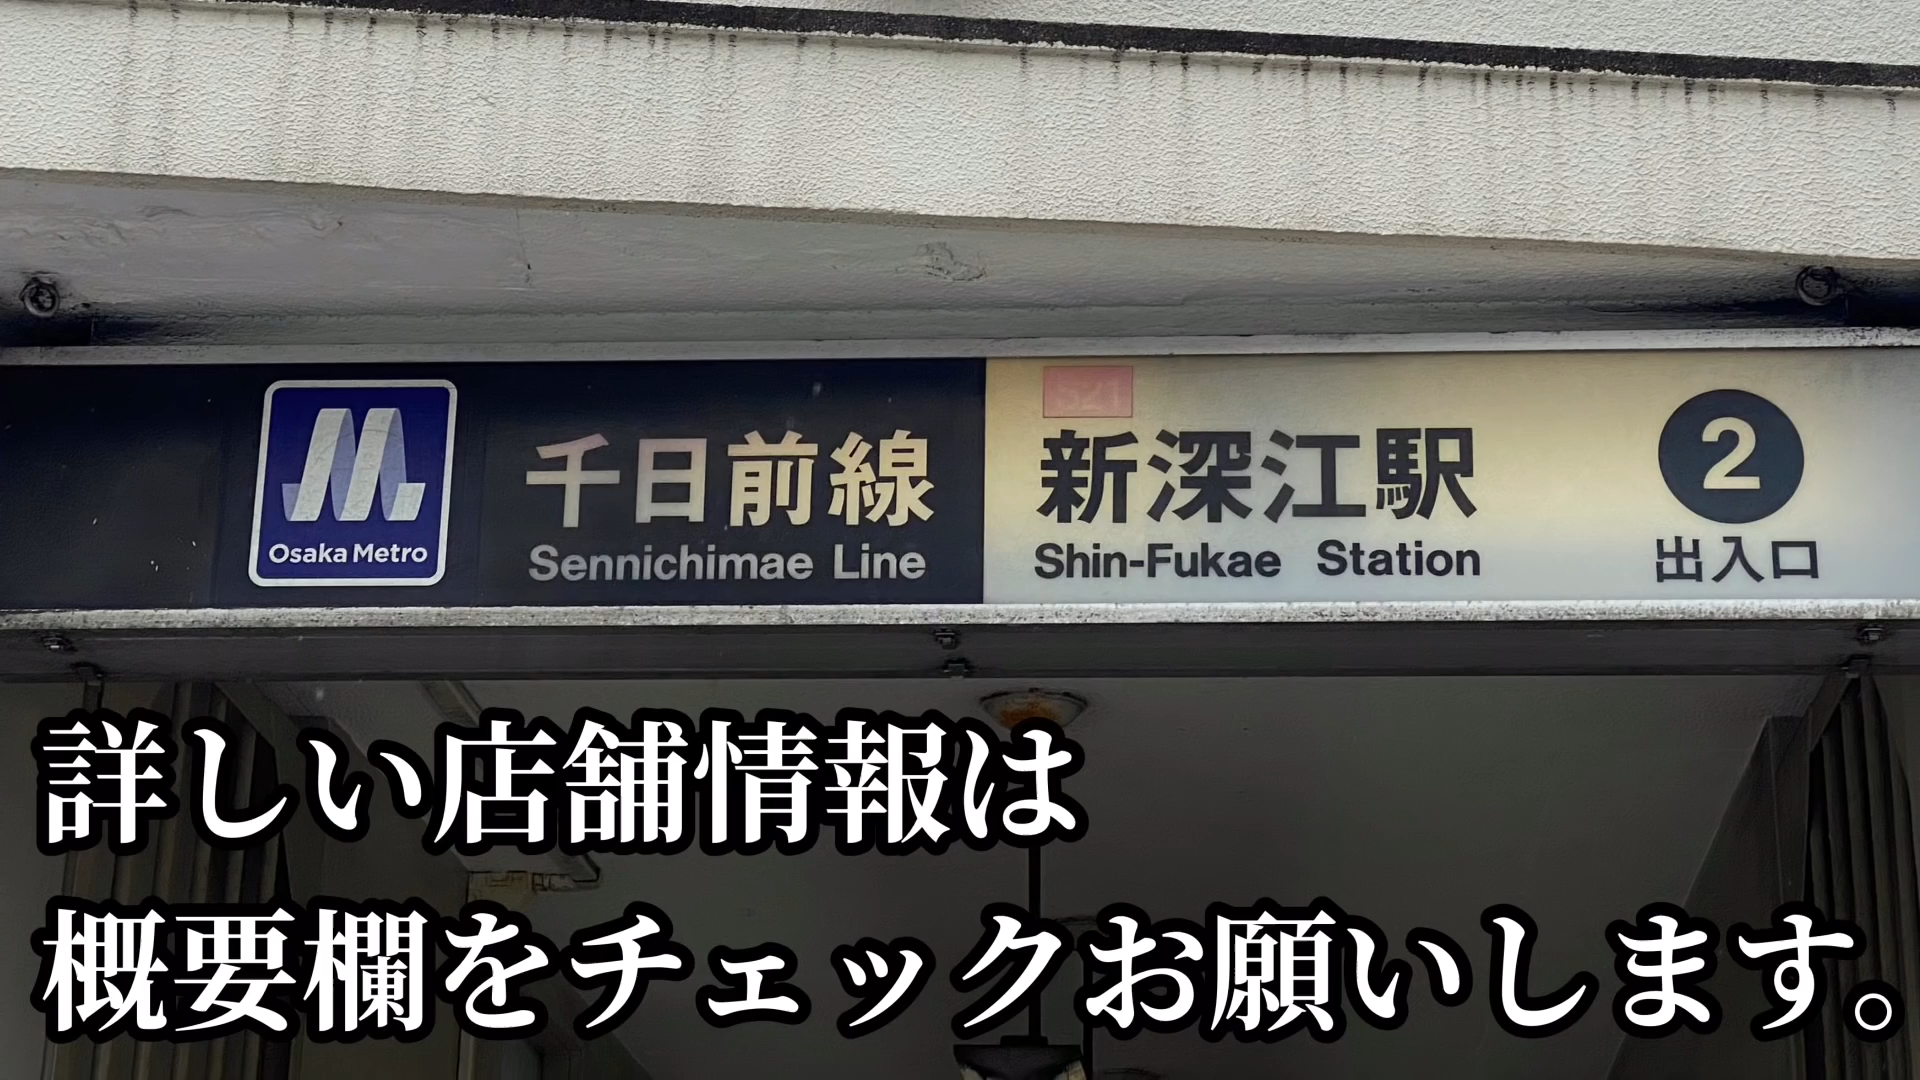 Osaka Metro
千日前線
Sennichimae Line
S21
新深江駅
Shin-Fukae Station
2
出入口
詳しい店舗情報は
概要欄をチェックお願いします。